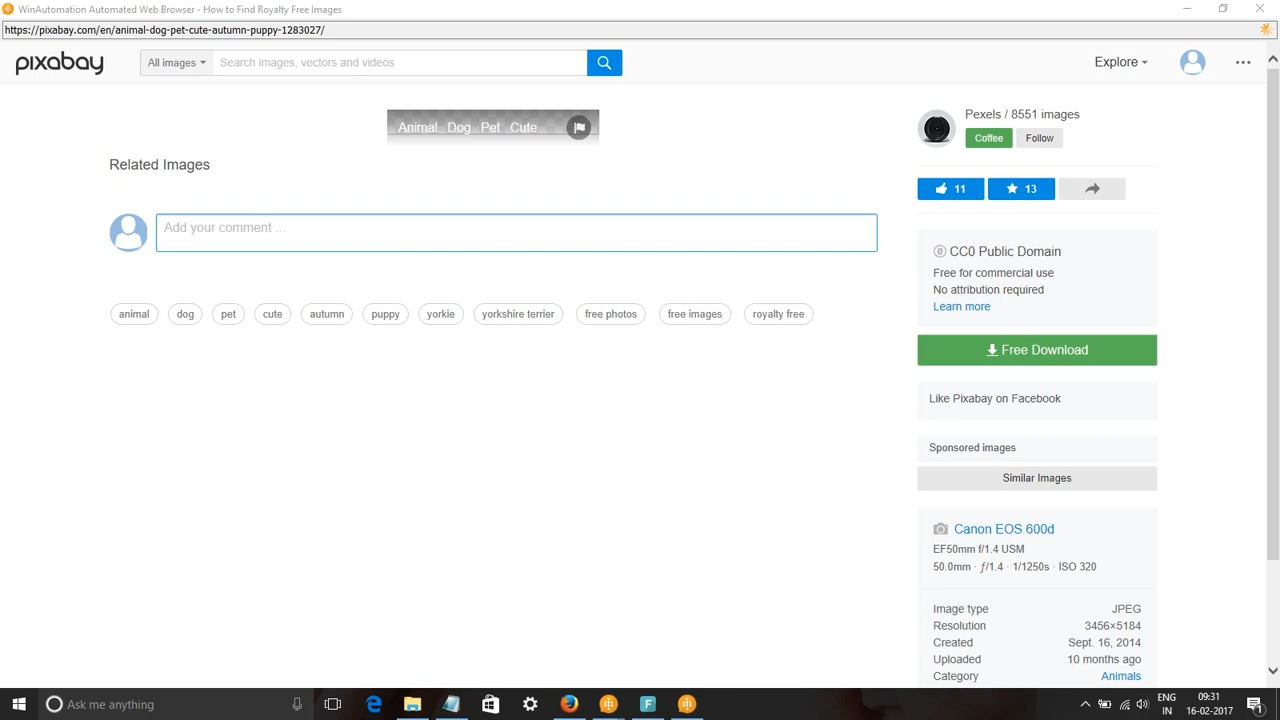 WinAutomation Automated Web Browser - How to Find Royalty Free Images
https://pixabay.com/en/animal-dog-pet-cute-autumn-puppy-1283027/
pixabay
All images
Search images, vectors and videos
Explore
Animal Dog Pet Cute
Pexels / 8551 images
Coffee
Follow
11
13
Related Images
Add your comment ...
animal
dog
pet
cute
autumn
puppy
yorkie
yorkshire terrier
free photos
free images
royalty free
CC0 Public Domain
Free for commercial use
No attribution required
Learn more
Free Download
Like Pixabay on Facebook
Sponsored images
Similar Images
Canon EOS 600d
EF50mm f/1.4 USM
50.0mm · ƒ/1.4 · 1/1250s · ISO 320
Image type JPEG
Resolution 3456×5184
Created Sept. 16, 2014
Uploaded 10 months ago
Category Animals
Ask me anything
ENG
IN
09:31
16-02-2017